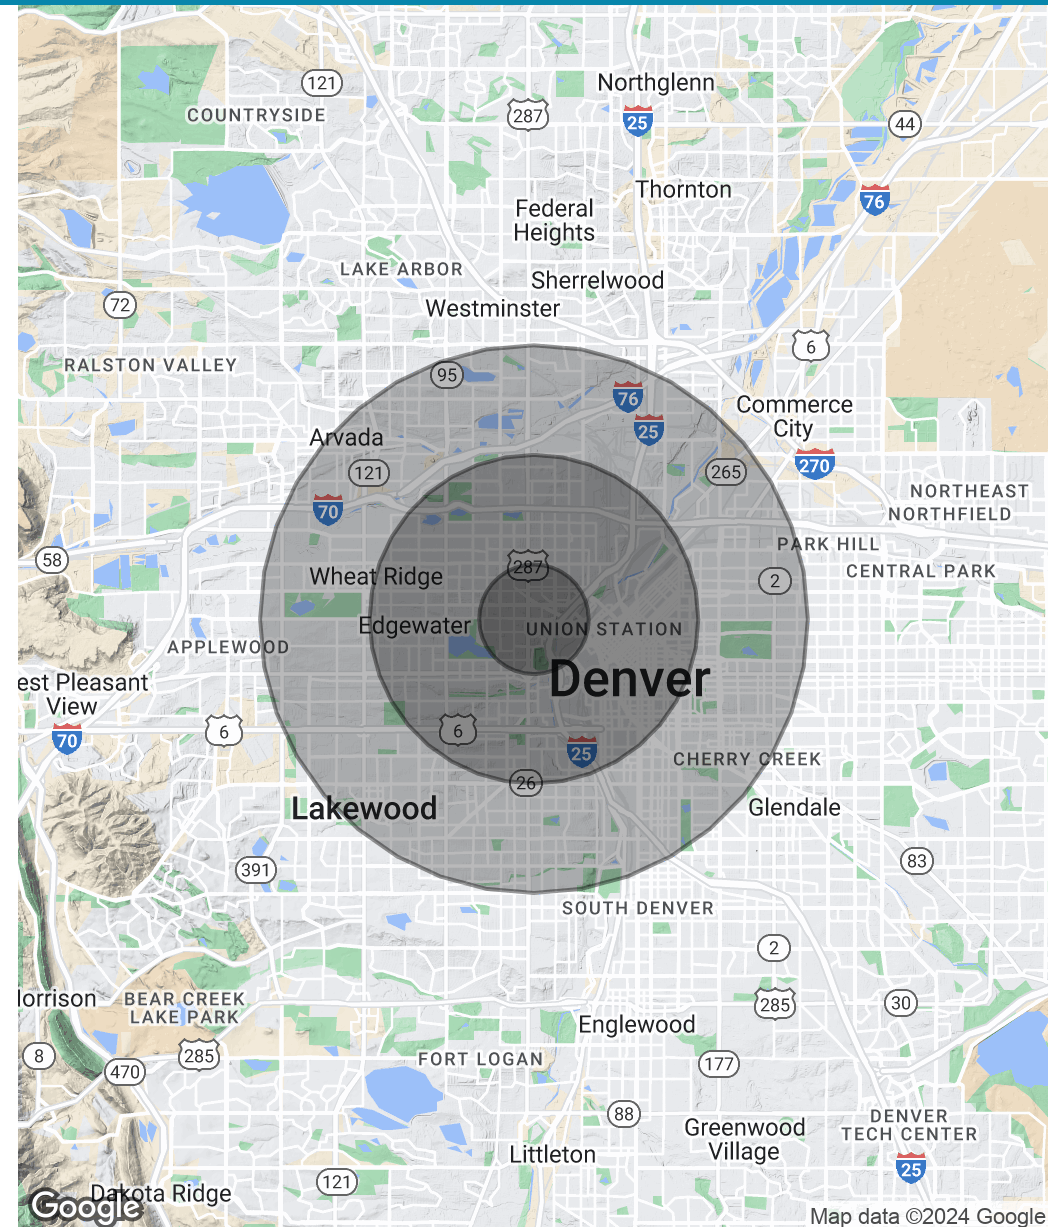 Northglenn
121
COUNTRYSIDE
287
25
44
Thornton
76
Federal
Heights
LAKE ARBOR
Sherrelwood
72
Westminster
6
RALSTON VALLEY
95
76
Commerce
City
25
Arvada
121
265
270
70
NORTHEAST
NORTHFIELD
PARK HILL
58
287
CENTRAL PARK
Wheat Ridge
2
Edgewater
UNION STATION
APPLEWOOD
Denver
est Pleasant
View
6
6
70
25
CHERRY CREEK
26
Lakewood
Glendale
391
83
SOUTH DENVER
2
lorrison
BEAR CREEK
LAKE PARK
285
30
Englewood
8
285
FORT LOGAN
177
470
88
DENVER
TECH CENTER
Greenwood
Village
Littleton
25
121
Dakota Ridge
Google
Map data ©2024 Google